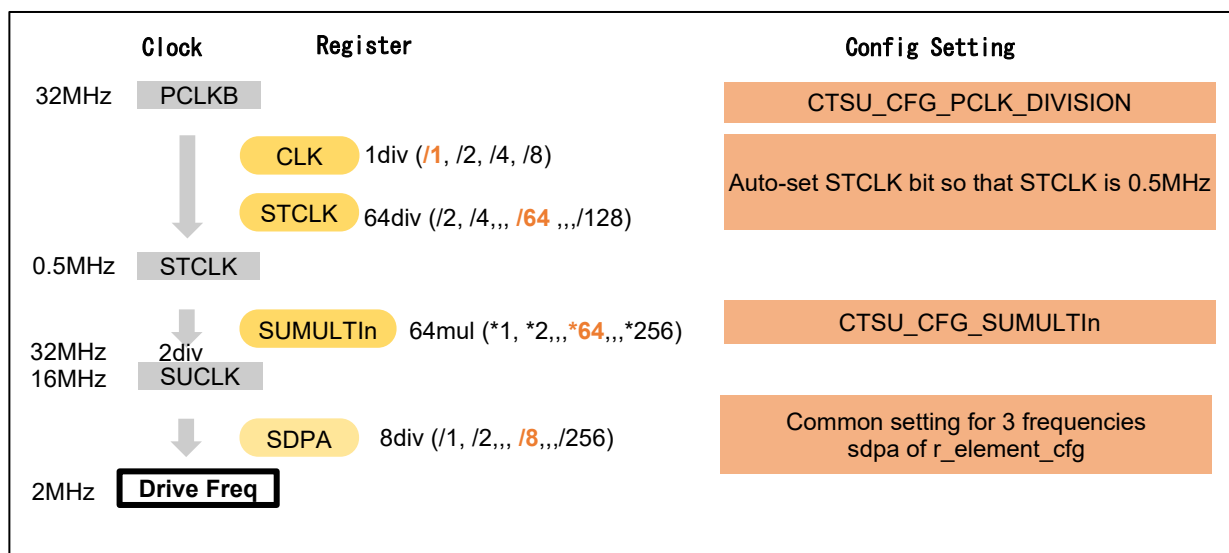 Clock Register Config Setting
32MHz PCLKB CTSU_CFG_PCLK_DIVISION
CLK 1div (/1, /2, /4, /8)
Auto-set STCLK bit so that STCLK is 0.5MHz
STCLK 64div (/2, /4,,, /64 ,,,/128)
0.5MHz STCLK
SUMULTIn 64mul (*1, *2,,,*64,,,*256) CTSU_CFG_SUMULTIn
32MHz 2div
16MHz SUCLK
SDPA 8div (/1, /2,,, /8,,,/256)
Common setting for 3 frequencies
sdpa of r_element_cfg
2MHz Drive Freq